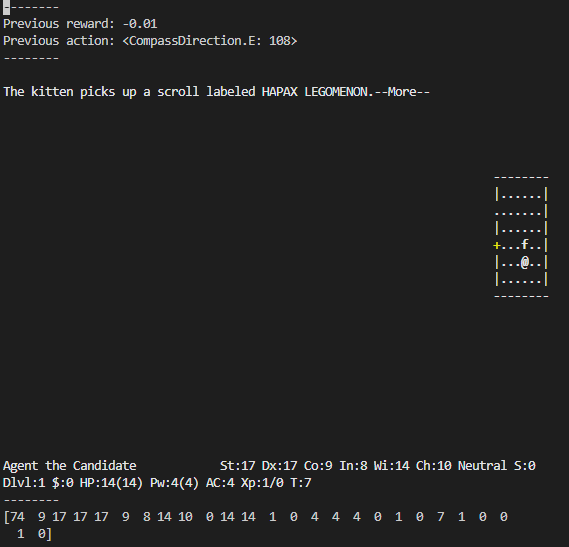 --------
Previous reward: -0.01
Previous action: <CompassDirection.E: 108>
--------
The kitten picks up a scroll labeled HAPAX LEGOMENON.--More--
--------
|......|
.......|
|......|
+...f..|
|...@..|
|......|
--------
Agent the Candidate           St:17 Dx:17 Co:9 In:8 Wi:14 Ch:10 Neutral S:0
Dlvl:1 $:0 HP:14(14) Pw:4(4) AC:4 Xp:1/0 T:7
--------
[74  9 17 17 17  9  8 14 10  0 14 14  1  0  4  4  4  0  1  0  7  1  0  0
  1  0]